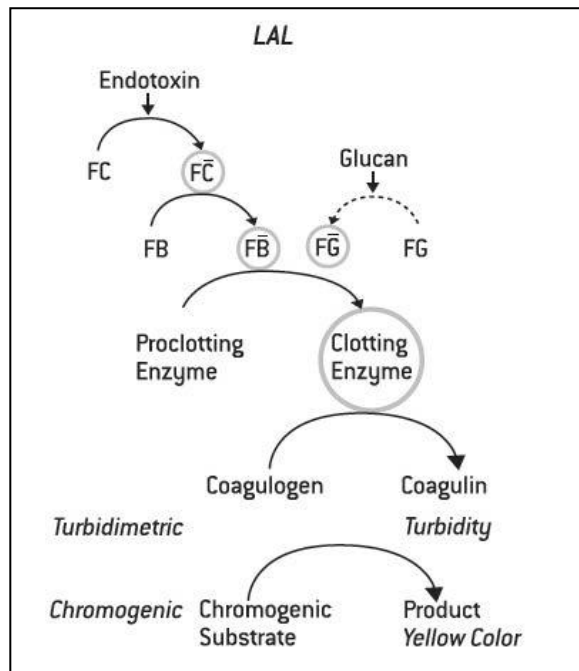 LAL
Endotoxin
Glucan
FC
FC̅
FB
FB̅
FG̅
FG
Proclotting
Enzyme
Clotting
Enzyme
Coagulogen
Coagulin
Turbidimetric
Turbidity
Chromogenic
Chromogenic
Substrate
Product
Yellow Color